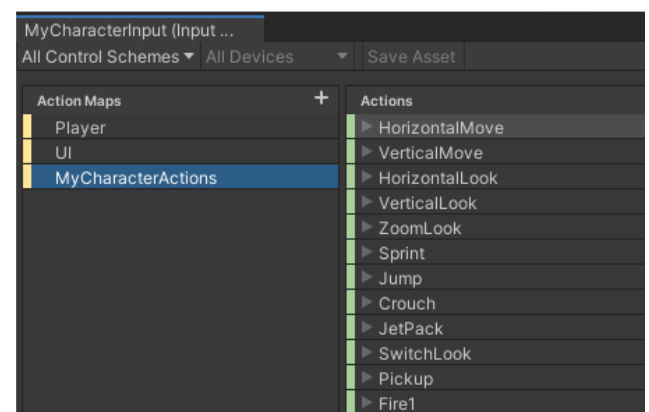 MyCharacterInput (Input ...
All Control Schemes All Devices Save Asset
Action Maps +
Player
UI
MyCharacterActions
Actions
HorizontalMove
VerticalMove
HorizontalLook
VerticalLook
ZoomLook
Sprint
Jump
Crouch
JetPack
SwitchLook
Pickup
Fire1